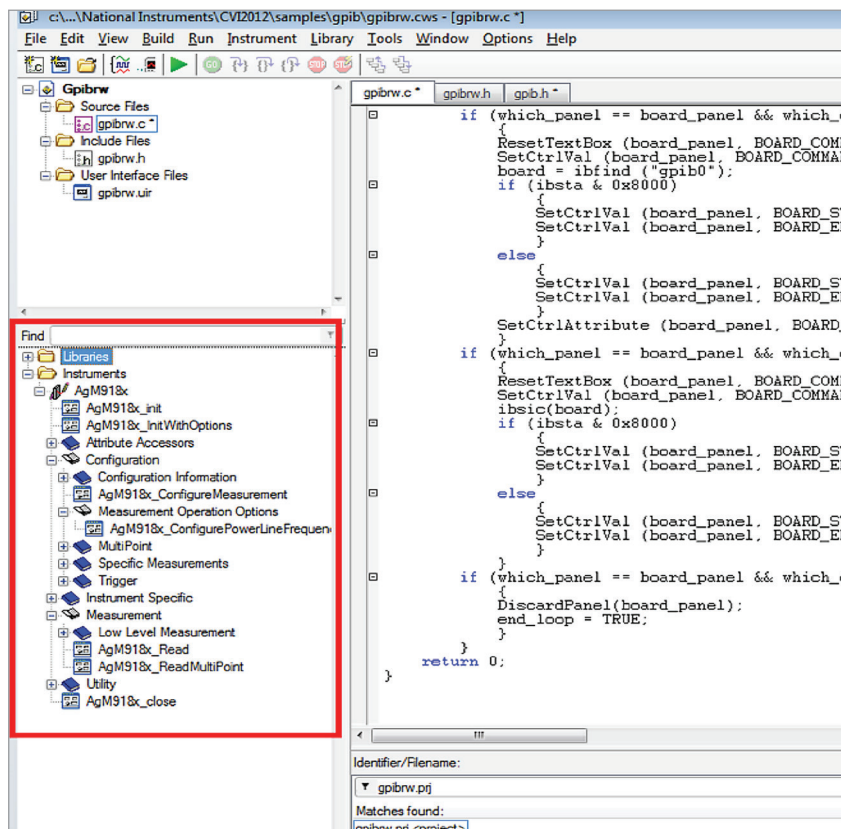 c:\...\National Instruments\CVI2012\samples\gpib\gpibrw.cws - [gpibrw.c *]
File Edit View Build Run Instrument Library Tools Window Options Help
Gpibrw
Source Files
gpibrw.c *
Include Files
gpibrw.h
User Interface Files
gpibrw.uir
Find
Libraries
Instruments
AgM918x
AgM918x_init
AgM918x_InitWithOptions
Attribute Accessors
Configuration
Configuration Information
AgM918x_ConfigureMeasurement
Measurement Operation Options
AgM918x_ConfigurePowerLineFrequen
MultiPoint
Specific Measurements
Trigger
Instrument Specific
Measurement
Low Level Measurement
AgM918x_Read
AgM918x_ReadMultiPoint
Utility
AgM918x_close
gpibrw.c * gpibrw.h gpib.h *
if (which_panel == board_panel && which_
{
ResetTextBox (board_panel, BOARD_COM
SetCtrlVal (board_panel, BOARD_COMMA
board = ibfind ("gpib0");
if (ibsta & 0x8000)
{
SetCtrlVal (board_panel, BOARD_S
SetCtrlVal (board_panel, BOARD_E
}
else
{
SetCtrlVal (board_panel, BOARD_S
SetCtrlVal (board_panel, BOARD_E
}
SetCtrlAttribute (board_panel, BOARD_
}
if (which_panel == board_panel && which_
{
ResetTextBox (board_panel, BOARD_COM
SetCtrlVal (board_panel, BOARD_COMMA
ibsic(board);
if (ibsta & 0x8000)
{
SetCtrlVal (board_panel, BOARD_S
SetCtrlVal (board_panel, BOARD_E
}
else
{
SetCtrlVal (board_panel, BOARD_S
SetCtrlVal (board_panel, BOARD_E
}
}
if (which_panel == board_panel && which_
{
DiscardPanel(board_panel);
end_loop = TRUE;
}
}
return 0;
}
Identifier/Filename:
gpibrw.prj
Matches found:
gpibrw.prj <project>